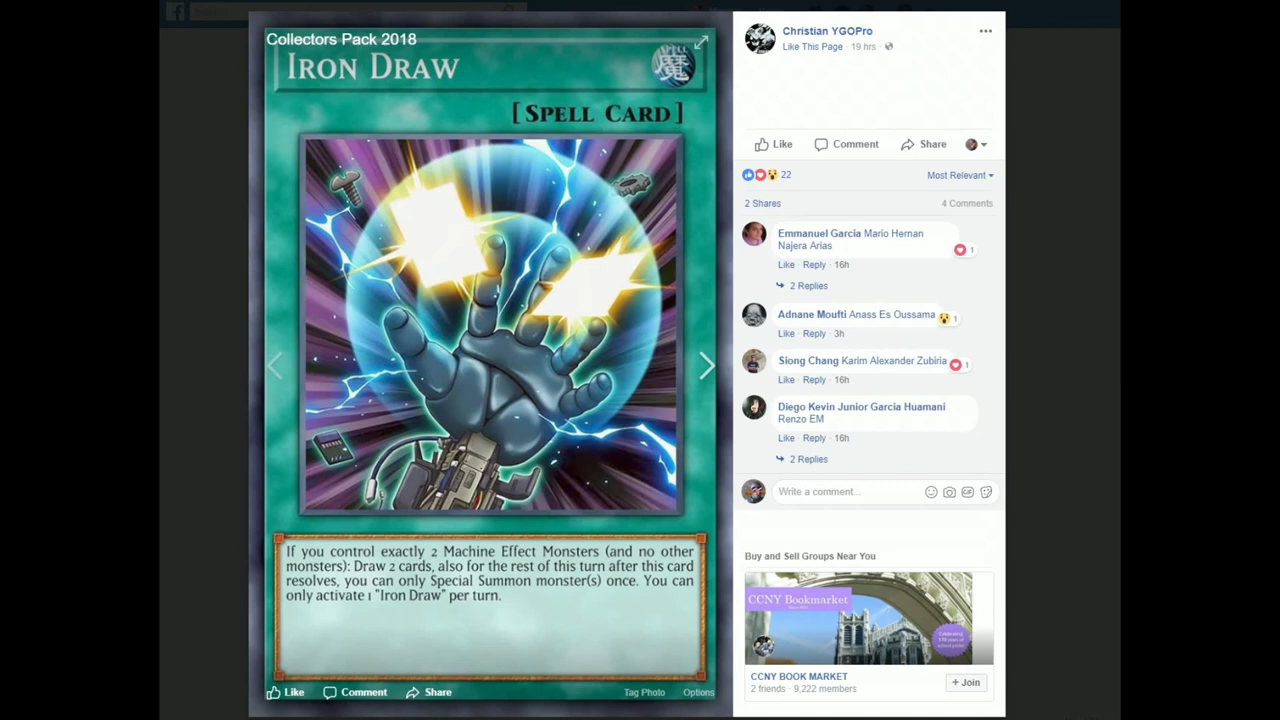 Collectors Pack 2018
IRON DRAW
SPELL
魔
[SPELL CARD]
If you control exactly 2 Machine Effect Monsters (and no other
monsters): Draw 2 cards, also for the rest of this turn after this card
resolves, you can only Special Summon monster(s) once. You can
only activate 1 "Iron Draw" per turn.
Like Comment Share Tag Photo Options
Christian YGOPro
Like This Page · 19 hrs ·
Like Comment Share
22 Most Relevant
2 Shares 4 Comments
Emmanuel Garcia Mario Hernan
Najera Arias
1
Like · Reply · 16h
2 Replies
Adnane Moufti Anass Es Oussama
1
Like · Reply · 3h
Siong Chang Karim Alexander Zubiria
1
Like · Reply · 16h
Diego Kevin Junior Garcia Huamani
Renzo EM
Like · Reply · 16h
2 Replies
Write a comment...
GIF
Buy and Sell Groups Near You
CCNY Bookmarket
Celebrating
CCNY BOOK MARKET
2 friends · 9,222 members
+ Join